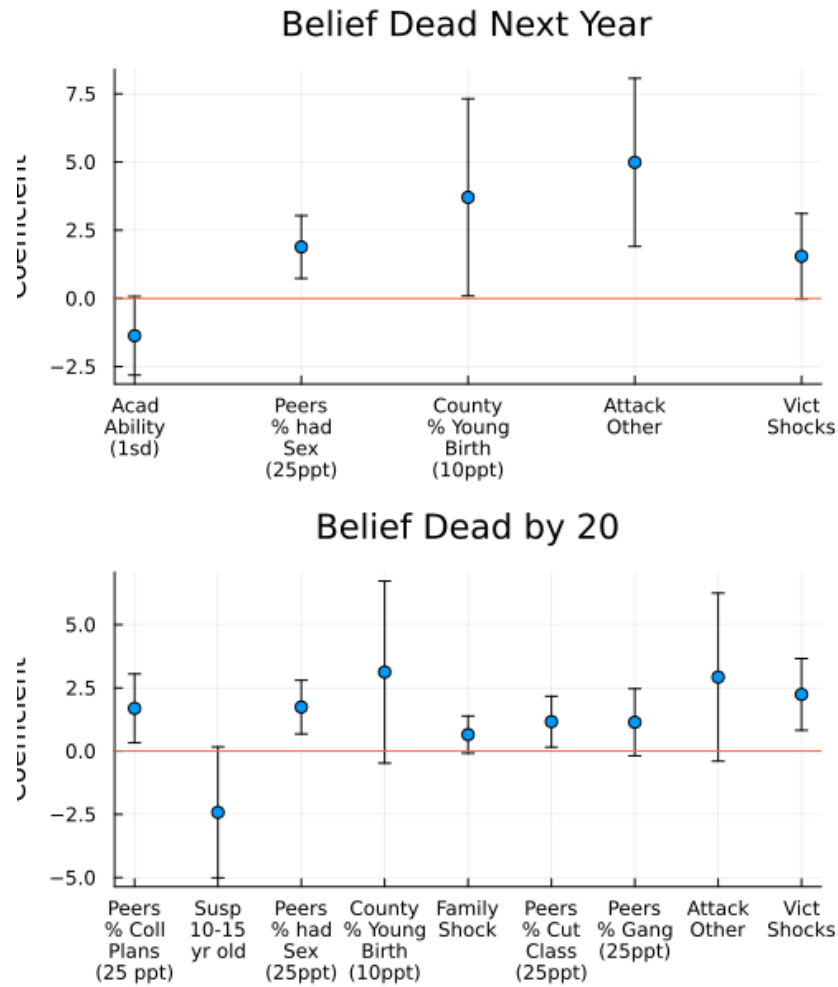 Belief Dead Next Year
Coefficient
7.5
5.0
2.5
0.0
−2.5
Acad Ability (1sd)
Peers % had Sex (25ppt)
County % Young Birth (10ppt)
Attack Other
Vict Shocks
Belief Dead by 20
Coefficient
5.0
2.5
0.0
−2.5
−5.0
Peers % Coll Plans (25 ppt)
Susp 10-15 yr old
Peers % had Sex (25ppt)
County % Young Birth (10ppt)
Family Shock
Peers % Cut Class (25ppt)
Peers % Gang (25ppt)
Attack Other
Vict Shocks